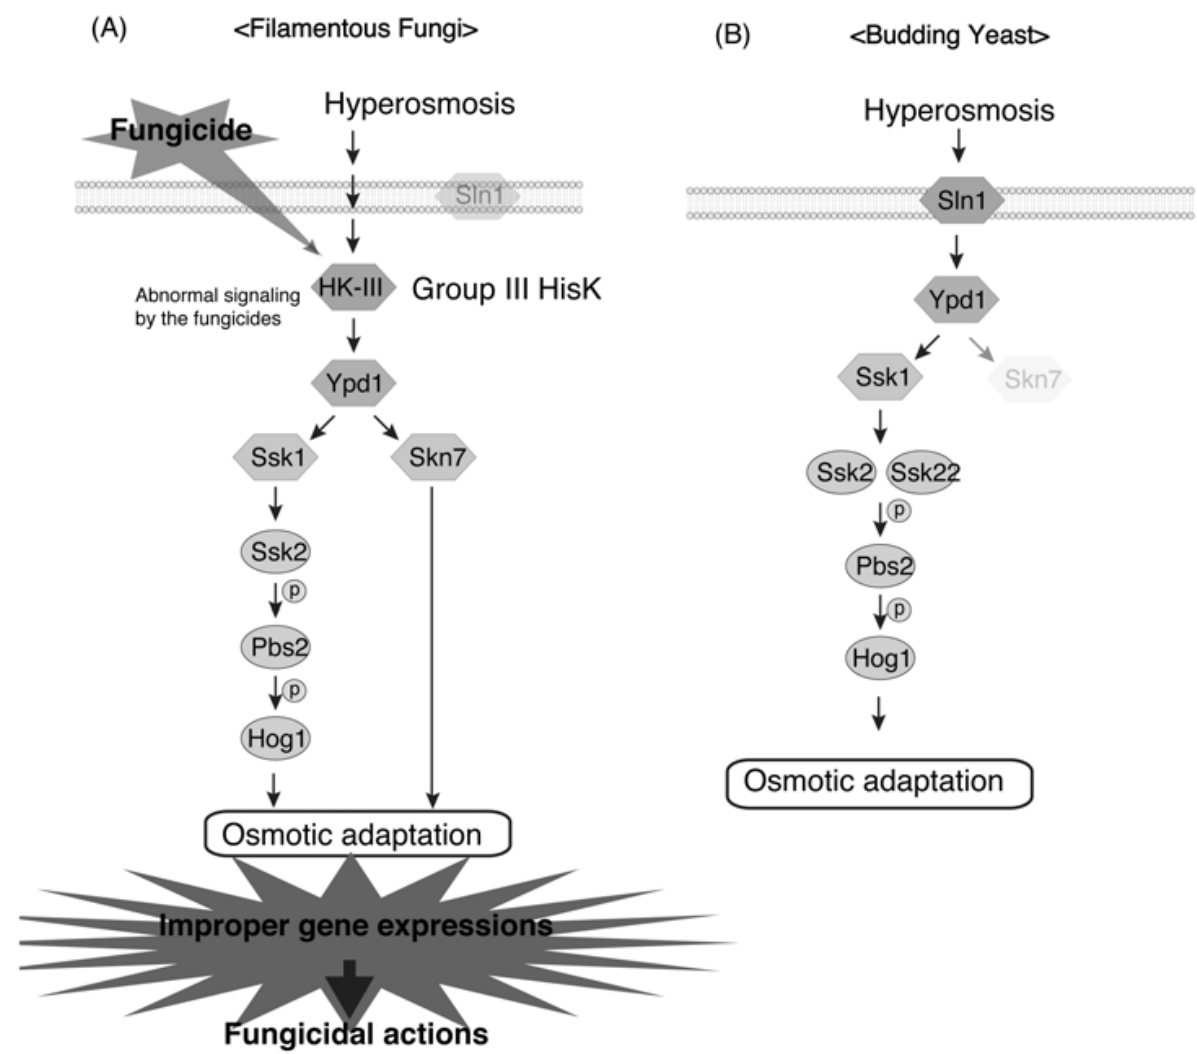 (A)
<Filamentous Fungi>
Hyperosmosis
Fungicide
Sln1
HK-III
Group III HisK
Abnormal signaling
by the fungicides
Ypd1
Ssk1
Skn7
Ssk2
p
Pbs2
p
Hog1
Osmotic adaptation
Improper gene expressions
Fungicidal actions
(B)
<Budding Yeast>
Hyperosmosis
Sln1
Ypd1
Ssk1
Skn7
Ssk2
Ssk22
p
Pbs2
p
Hog1
Osmotic adaptation